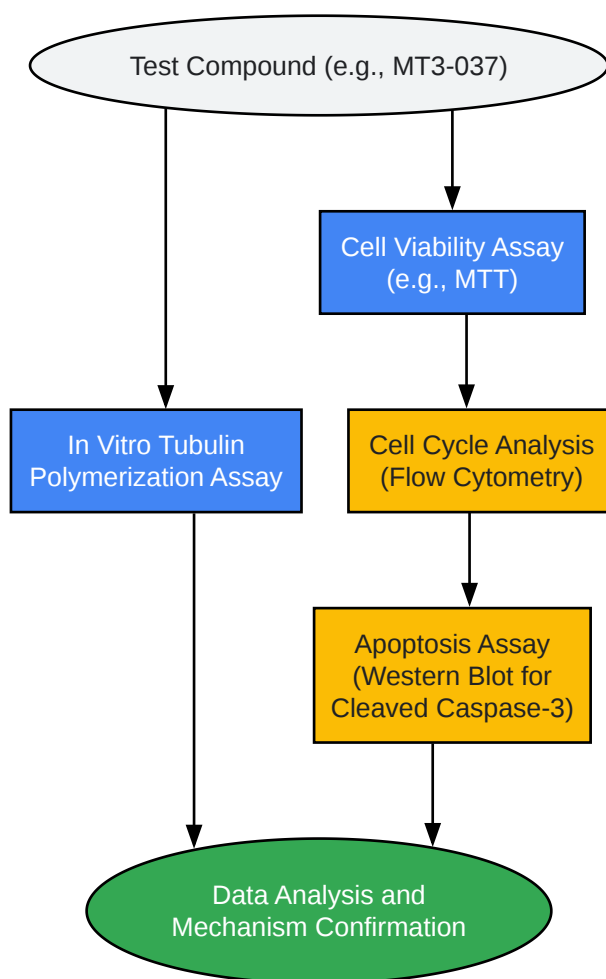 Test Compound (e.g., MT3-037)
Cell Viability Assay
(e.g., MTT)
In Vitro Tubulin
Polymerization Assay
Cell Cycle Analysis
(Flow Cytometry)
Apoptosis Assay
(Western Blot for
Cleaved Caspase-3)
Data Analysis and
Mechanism Confirmation